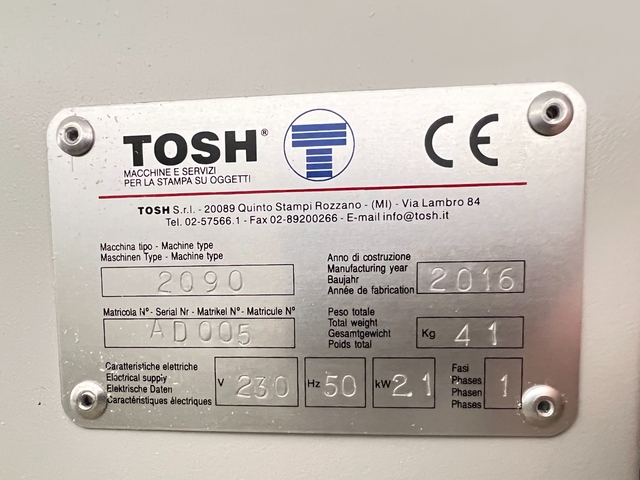 TOSH®
T
CE
MACCHINE E SERVIZI
PER LA STAMPA SU OGGETTI
TOSH S.r.l. - 20089 Quinto Stampi Rozzano - (MI) - Via Lambro 84
Tel. 02-57566.1 - Fax 02-89200266 - E-mail info@tosh.it
Macchina tipo - Machine type
Maschinen Type - Machine type
2090
Anno di costruzione
Manufacturing year
Baujahr
Année de fabrication
2016
Matricola N° - Serial Nr - Matrikel N° - Matricule N°
AD005
Peso totale
Total weight
Gesamtgewicht
Poids total
Kg 41
Caratteristiche elettriche
Electrical supply
Elektrische Daten
Caractéristiques électriques
V 230
Hz 50
kW 2.1
Fasi
Phases
Phasen
Phases
1